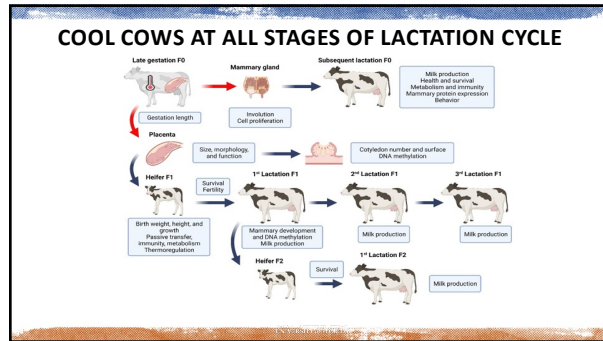 COOL COWS AT ALL STAGES OF LACTATION CYCLE
Late gestation F0
Mammary gland
Subsequent lactation F0
Milk production
Health and survival
Metabolism and immunity
Mammary protein expression
Behavior
Gestation length
Involution
Cell proliferation
Placenta
Size, morphology,
and function
Cotyledon number and surface
DNA methylation
Heifer F1
Survival
Fertility
1st Lactation F1
2nd Lactation F1
3rd Lactation F1
Birth weight, height, and
growth
Passive transfer,
immunity, metabolism
Thermoregulation
Mammary development
and DNA methylation
Milk production
Milk production
Milk production
Heifer F2
Survival
1st Lactation F2
Milk production